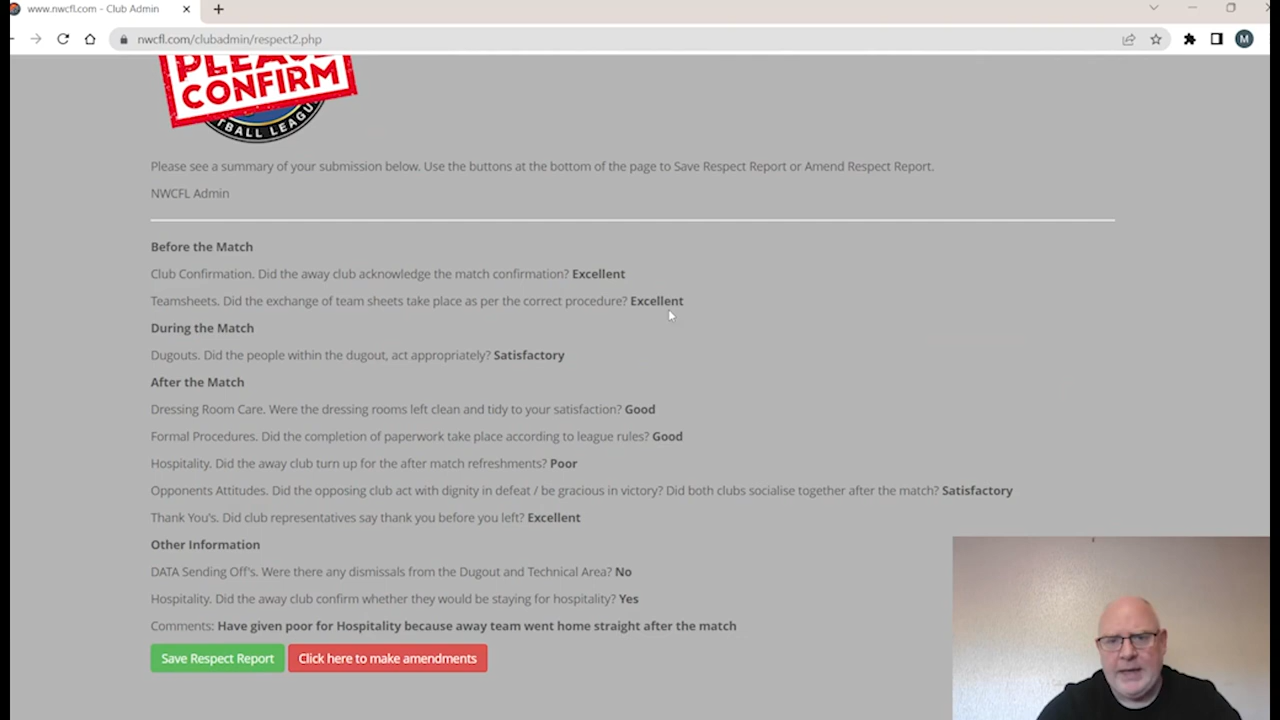 www.nwcfl.com - Club Admin
nwcfl.com/clubadmin/respect2.php
M
PLEASE
CONFIRM
TBALL LEAGU
Please see a summary of your submission below. Use the buttons at the bottom of the page to Save Respect Report or Amend Respect Report.
NWCFL Admin
Before the Match
Club Confirmation. Did the away club acknowledge the match confirmation? Excellent
Teamsheets. Did the exchange of team sheets take place as per the correct procedure? Excellent
During the Match
Dugouts. Did the people within the dugout, act appropriately? Satisfactory
After the Match
Dressing Room Care. Were the dressing rooms left clean and tidy to your satisfaction? Good
Formal Procedures. Did the completion of paperwork take place according to league rules? Good
Hospitality. Did the away club turn up for the after match refreshments? Poor
Opponents Attitudes. Did the opposing club act with dignity in defeat / be gracious in victory? Did both clubs socialise together after the match? Satisfactory
Thank You's. Did club representatives say thank you before you left? Excellent
Other Information
DATA Sending Off's. Were there any dismissals from the Dugout and Technical Area? No
Hospitality. Did the away club confirm whether they would be staying for hospitality? Yes
Comments: Have given poor for Hospitality because away team went home straight after the match
Save Respect Report
Click here to make amendments